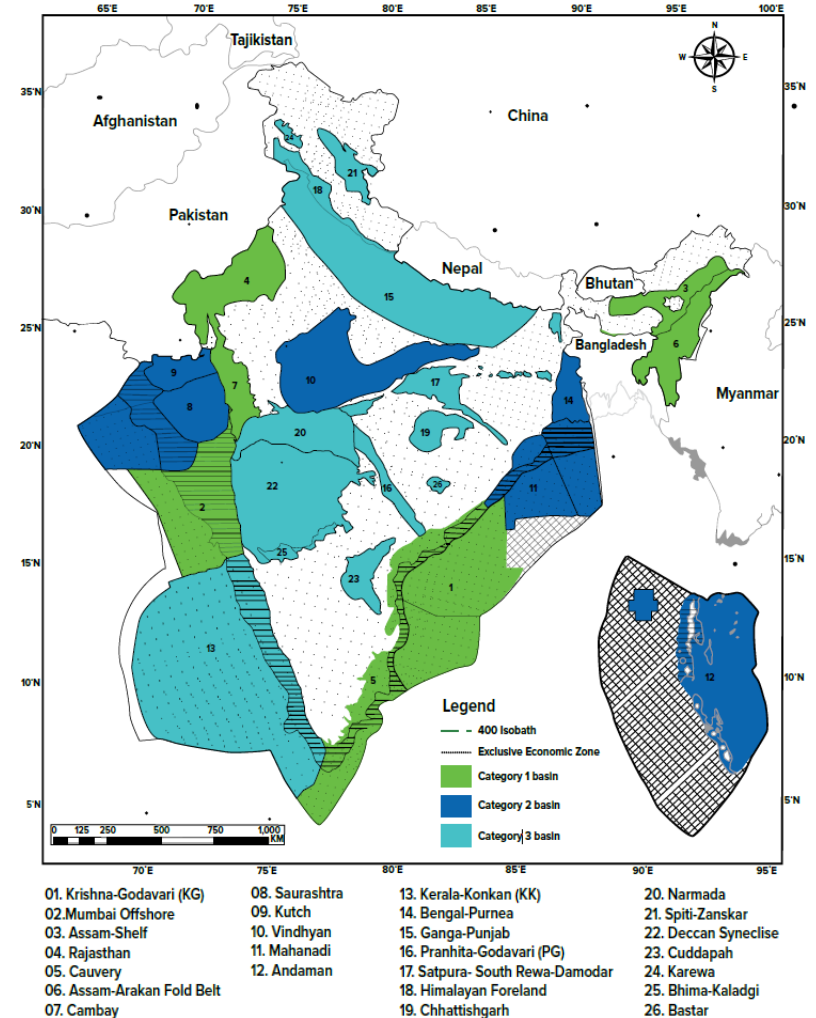 65°E 70°E 75°E 80°E 85°E 90°E 95°E 100°E
Tajikistan
N
W E
S
35°N 35°N
Afghanistan
China
24
21
18
30°N 30°N
Pakistan
Nepal
4
Bhutan
3
15
25°N 25°N
Bangladesh
6
9
7
10
17
Myanmar
8
14
20
19
20°N 20°N
22
16
26
11
2
25
15°N 15°N
23
1
13
12
10°N 10°N
5
Legend
400 Isobath
Exclusive Economic Zone
Category 1 basin
5°N 5°N
Category 2 basin
0 125 250 500 750 1,000
KM
Category 3 basin
70°E 75°E 80°E 85°E 90°E 95°E
01. Krishna-Godavari (KG)
02.Mumbai Offshore
03. Assam-Shelf
04. Rajasthan
05. Cauvery
06. Assam-Arakan Fold Belt
07. Cambay
08. Saurashtra
09. Kutch
10. Vindhyan
11. Mahanadi
12. Andaman
13. Kerala-Konkan (KK)
14. Bengal-Purnea
15. Ganga-Punjab
16. Pranhita-Godavari (PG)
17. Satpura- South Rewa-Damodar
18. Himalayan Foreland
19. Chhattishgarh
20. Narmada
21. Spiti-Zanskar
22. Deccan Syneclise
23. Cuddapah
24. Karewa
25. Bhima-Kaladgi
26. Bastar